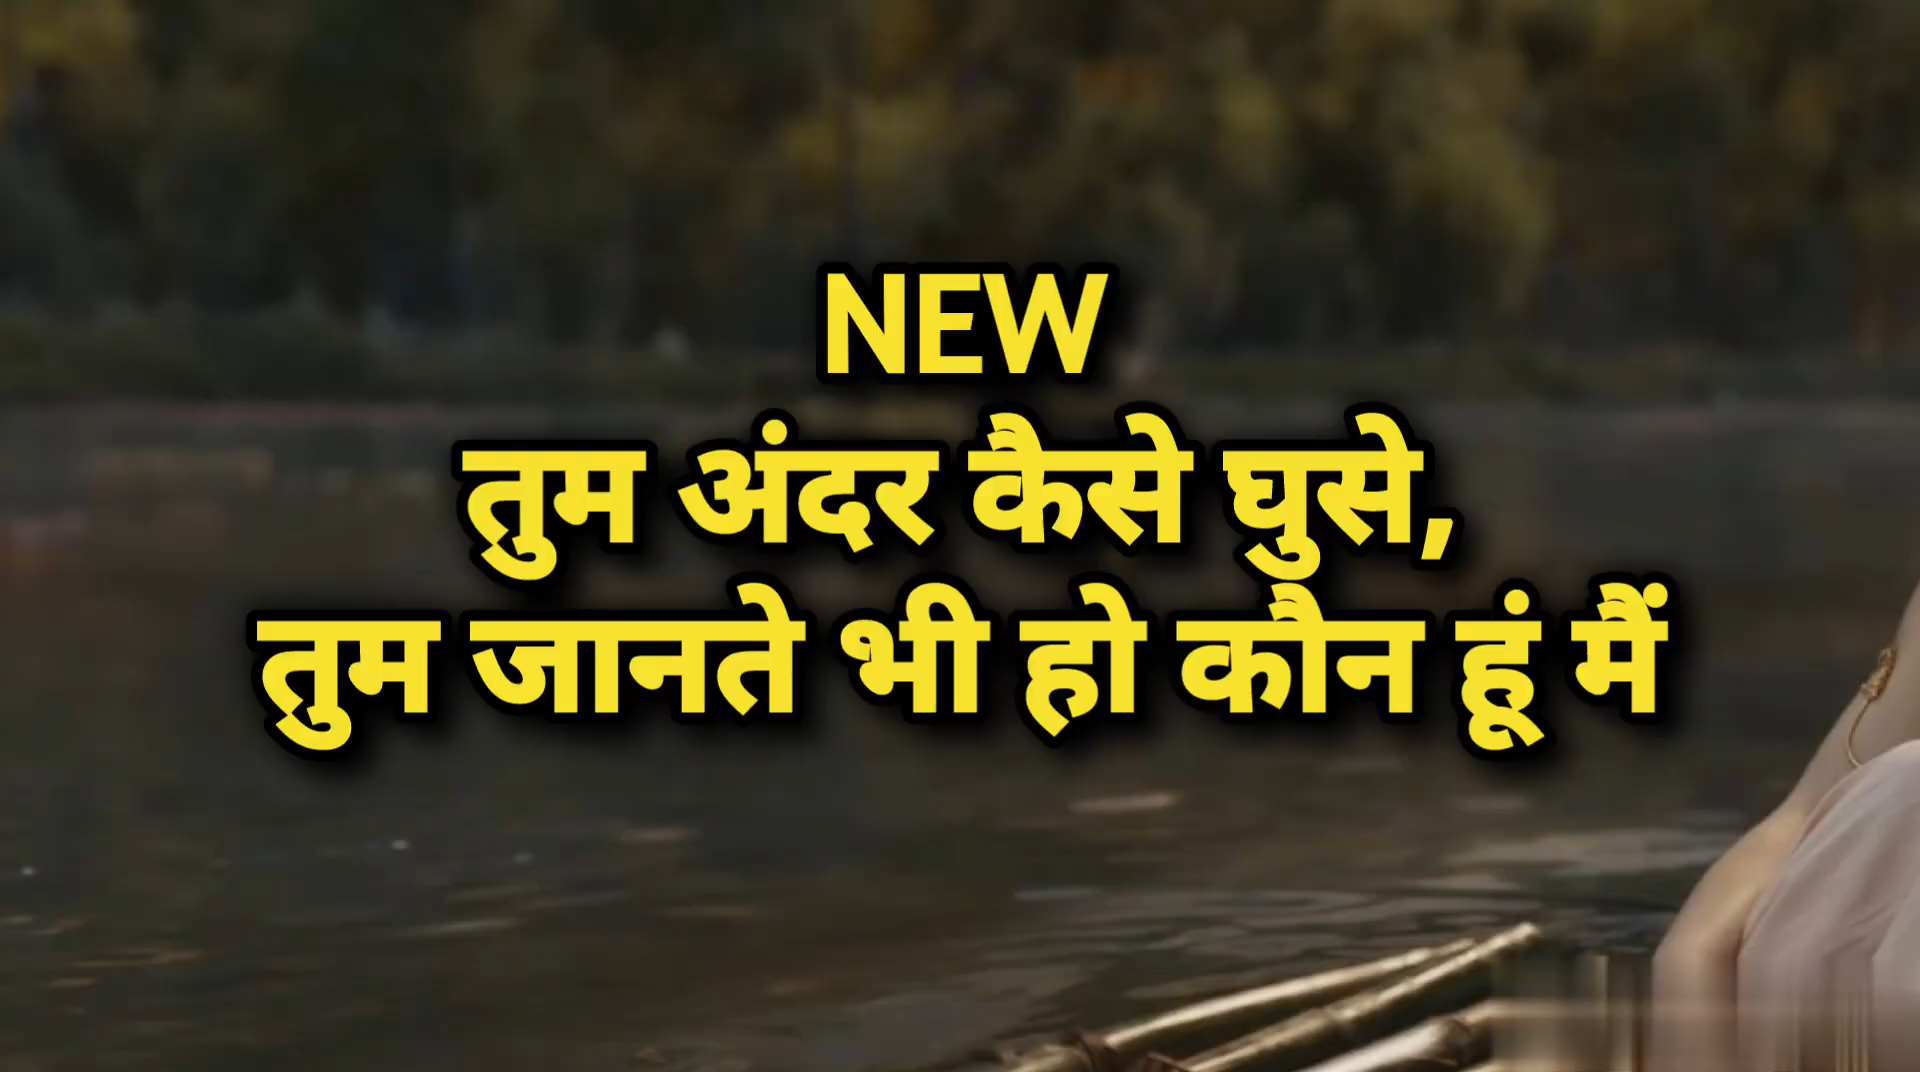 NEW
तुम अंदर कैसे घुसे,
तुम जानते भी हो कौन हूं मैं